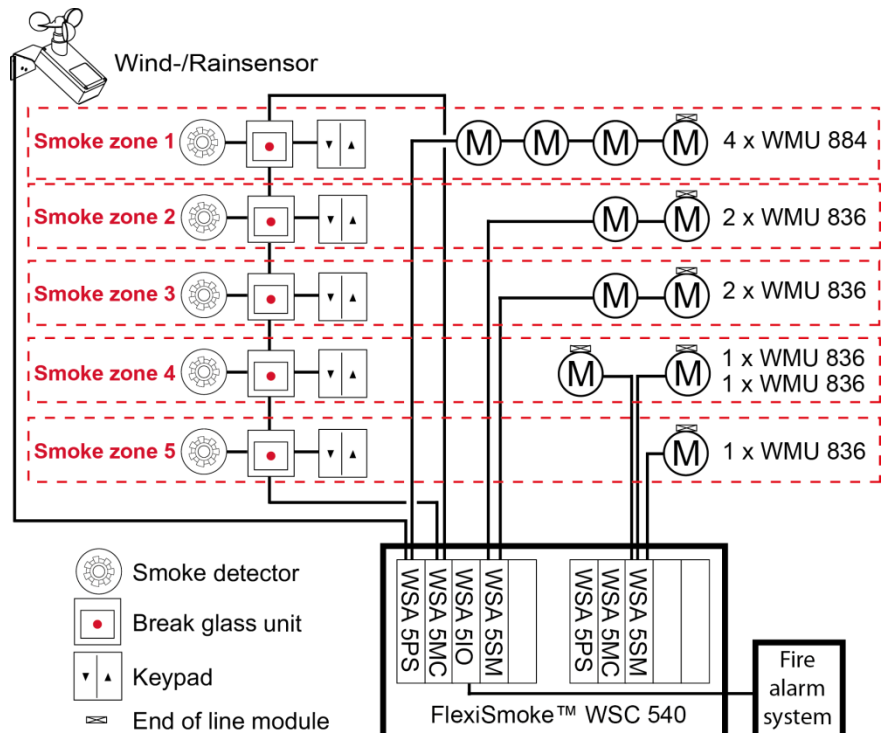 Wind-/Rainsensor
Smoke zone 1
M M M M
4 x WMU 884
Smoke zone 2
M M
2 x WMU 836
Smoke zone 3
M M
2 x WMU 836
Smoke zone 4
M M
1 x WMU 836
1 x WMU 836
Smoke zone 5
M
1 x WMU 836
Smoke detector
Break glass unit
Keypad
End of line module
WSA 5PS
WSA 5MC
WSA 5IO
WSA 5SM
WSA 5PS
WSA 5MC
WSA 5SM
FlexiSmoke™ WSC 540
Fire
alarm
system